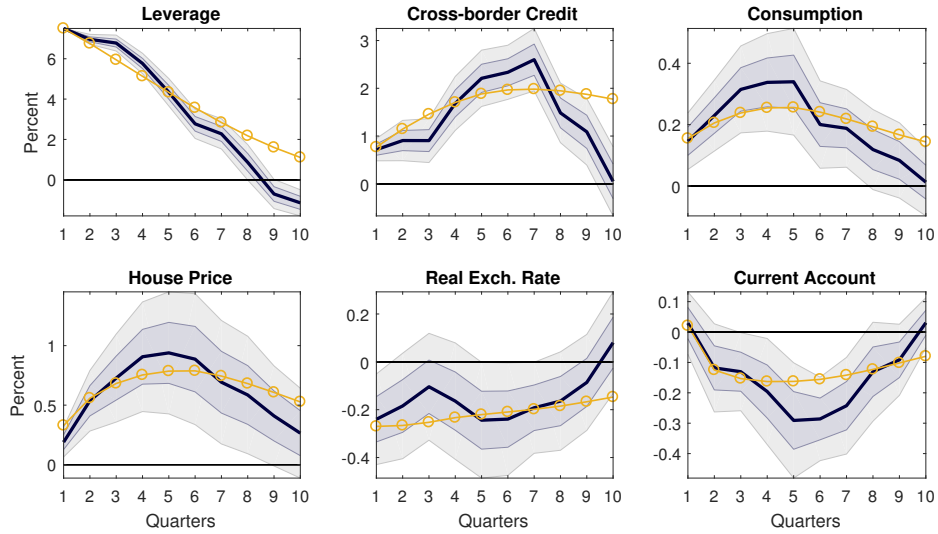 Leverage
Cross-border Credit
Consumption
Percent
6
4
2
0
3
2
1
0
0.4
0.2
0
1 2 3 4 5 6 7 8 9 10
1 2 3 4 5 6 7 8 9 10
1 2 3 4 5 6 7 8 9 10
House Price
Real Exch. Rate
Current Account
Percent
1
0.5
0
0.2
0
-0.2
-0.4
0.1
0
-0.1
-0.2
-0.3
-0.4
1 2 3 4 5 6 7 8 9 10
1 2 3 4 5 6 7 8 9 10
1 2 3 4 5 6 7 8 9 10
Quarters
Quarters
Quarters